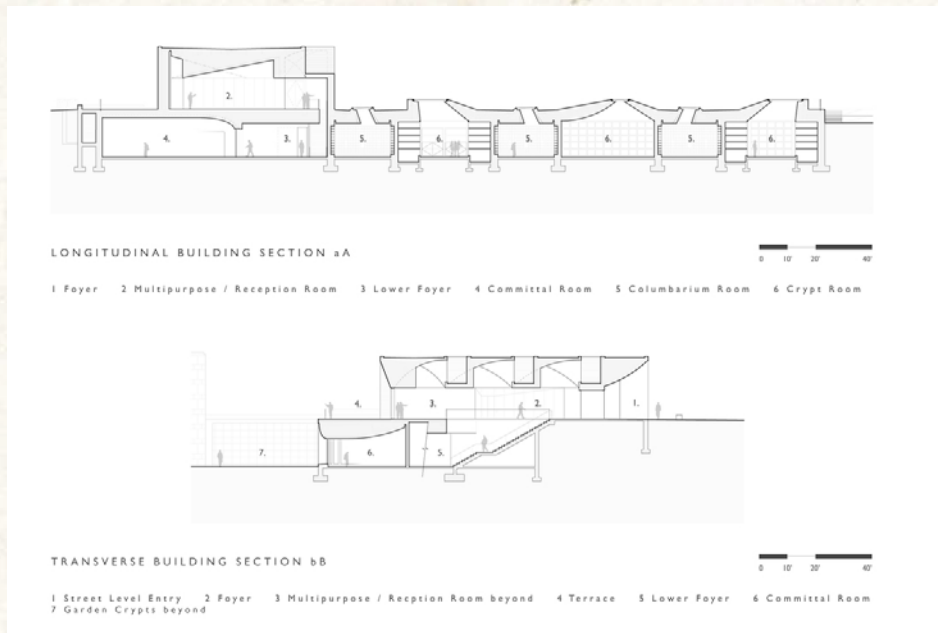 2.
4.
3.
5.
6.
5.
6.
5.
6.
LONGITUDINAL BUILDING SECTION aA
0 10' 20' 40'
1 Foyer 2 Multipurpose / Reception Room 3 Lower Foyer 4 Committal Room 5 Columbarium Room 6 Crypt Room
4.
3.
2.
1.
7.
6.
5.
TRANSVERSE BUILDING SECTION bB
0 10' 20' 40'
1 Street Level Entry 2 Foyer 3 Multipurpose / Recption Room beyond 4 Terrace 5 Lower Foyer 6 Committal Room
7 Garden Crypts beyond